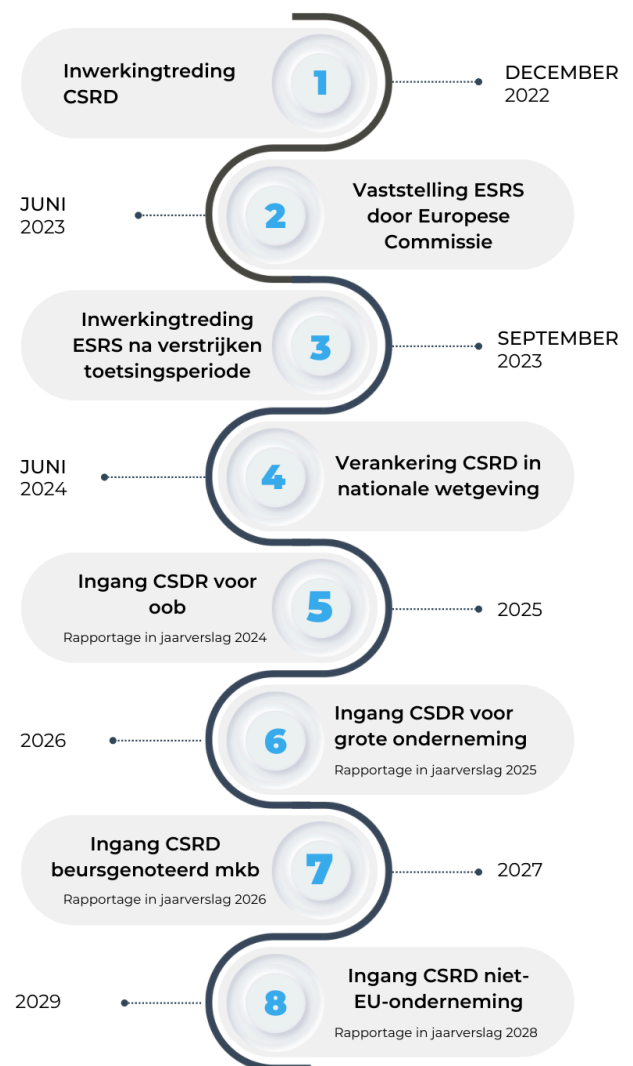 Inwerkingtreding
CSRD
1
DECEMBER
2022
JUNI
2023
2
Vaststelling ESRS
door Europese
Commissie
Inwerkingtreding
ESRS na verstrijken
toetsingsperiode
3
SEPTEMBER
2023
JUNI
2024
4
Verankering CSRD in
nationale wetgeving
Ingang CSDR voor
oob
Rapportage in jaarverslag 2024
5
2025
2026
6
Ingang CSDR voor
grote onderneming
Rapportage in jaarverslag 2025
Ingang CSRD
beursgenoteerd mkb
Rapportage in jaarverslag 2026
7
2027
2029
8
Ingang CSRD niet-
EU-onderneming
Rapportage in jaarverslag 2028